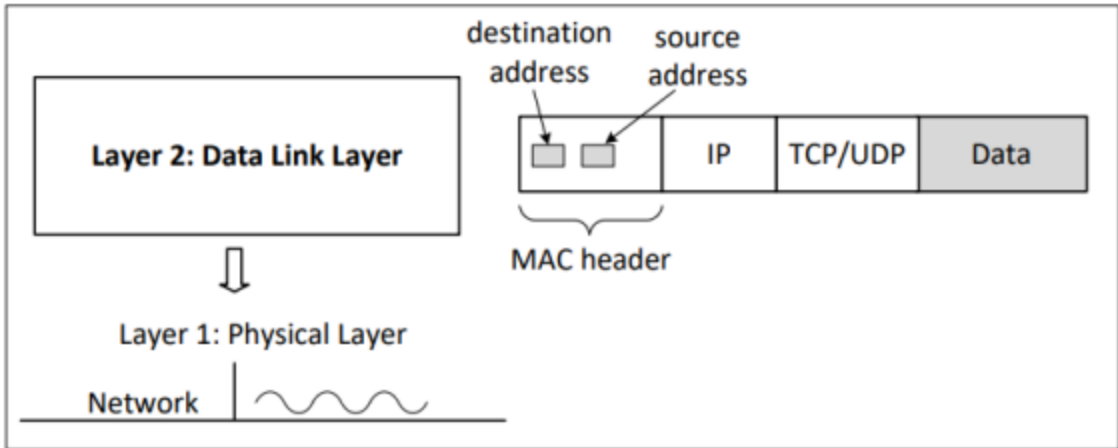 destination
address
source
address
Layer 2: Data Link Layer
IP
TCP/UDP
Data
MAC header
Layer 1: Physical Layer
Network